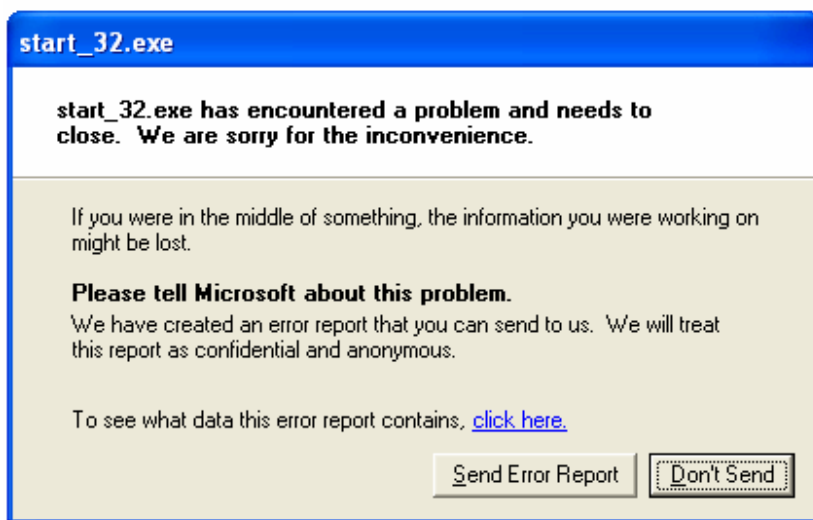 start_32.exe
start_32.exe has encountered a problem and needs to
close.  We are sorry for the inconvenience.
If you were in the middle of something, the information you were working on
might be lost.
Please tell Microsoft about this problem.
We have created an error report that you can send to us.  We will treat
this report as confidential and anonymous.
To see what data this error report contains, click here.
Send Error Report
Don't Send